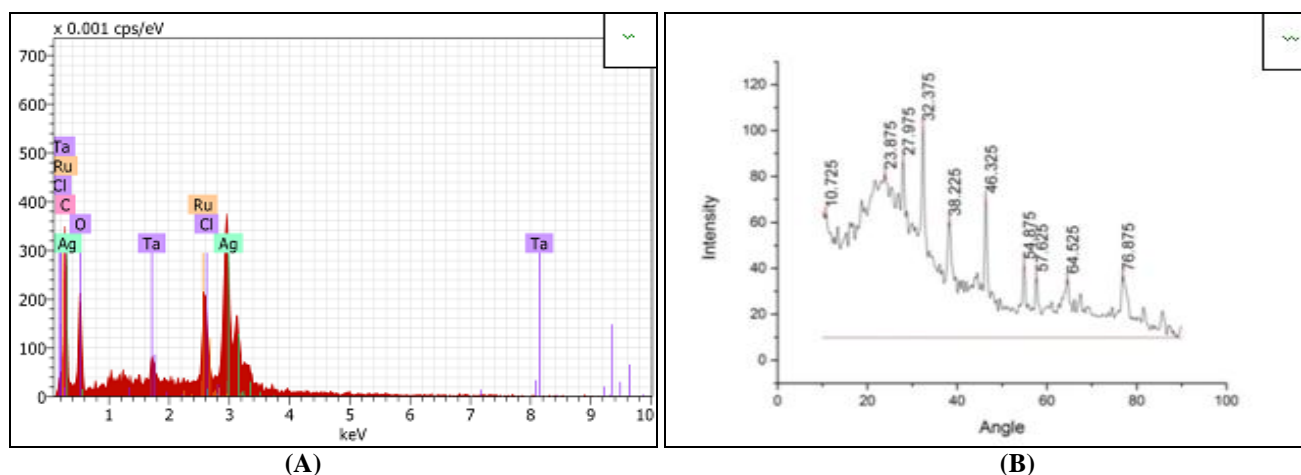 x 0.001 cps/eV
700
600
500
400
300
200
100
0
Ta
Ru
Cl
C
O
Ag
Ta
Ru
Cl
Ag
Ta
1 2 3 4 5 6 7 8 9 10
keV
(A)
120
100
80
60
40
20
0
Intensity
10.725
23.875
27.975
32.375
38.225
46.325
54.875
57.625
64.525
76.875
0 20 40 60 80 100
Angle
(B)